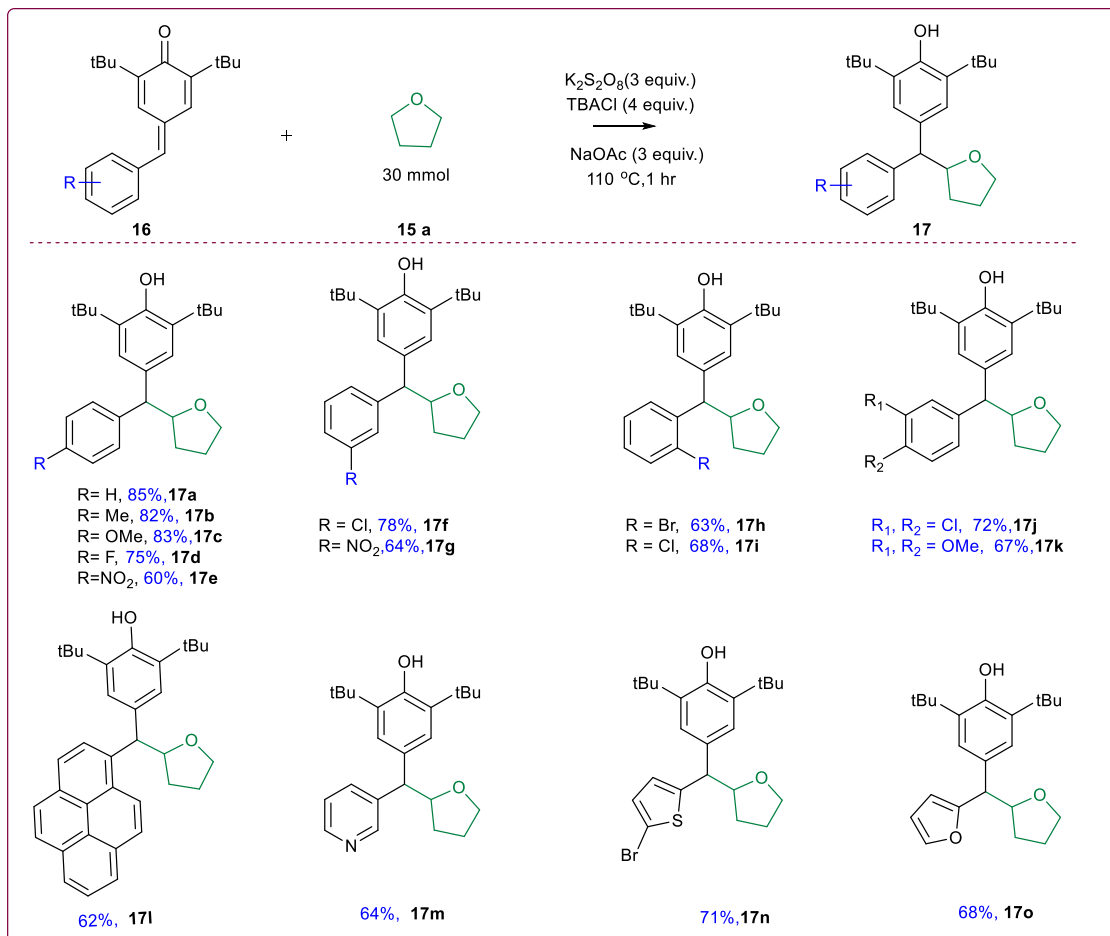 O
tBu
tBu
R
16
+
O
30 mmol
15 a
K₂S₂O₈(3 equiv.)
TBACl (4 equiv.)
NaOAc (3 equiv.)
110 ⁰C,1 hr
OH
tBu
tBu
O
R
17
OH
tBu
tBu
O
R
R= H, 85%,17a
R= Me, 82%, 17b
R= OMe, 83%, 17c
R= F, 75%, 17d
R=NO₂, 60%, 17e
OH
tBu
tBu
O
R
R = Cl, 78%, 17f
R= NO₂,64%,17g
OH
tBu
tBu
O
R
R = Br, 63%, 17h
R = Cl, 68%, 17i
OH
tBu
tBu
R₁
O
R₂
R₁, R₂ = Cl, 72%,17j
R₁, R₂ = OMe, 67%,17k
HO
tBu
tBu
O
62%, 17l
OH
tBu
tBu
O
N
64%, 17m
OH
tBu
tBu
O
S
Br
71%,17n
OH
tBu
tBu
O
O
68%, 17o